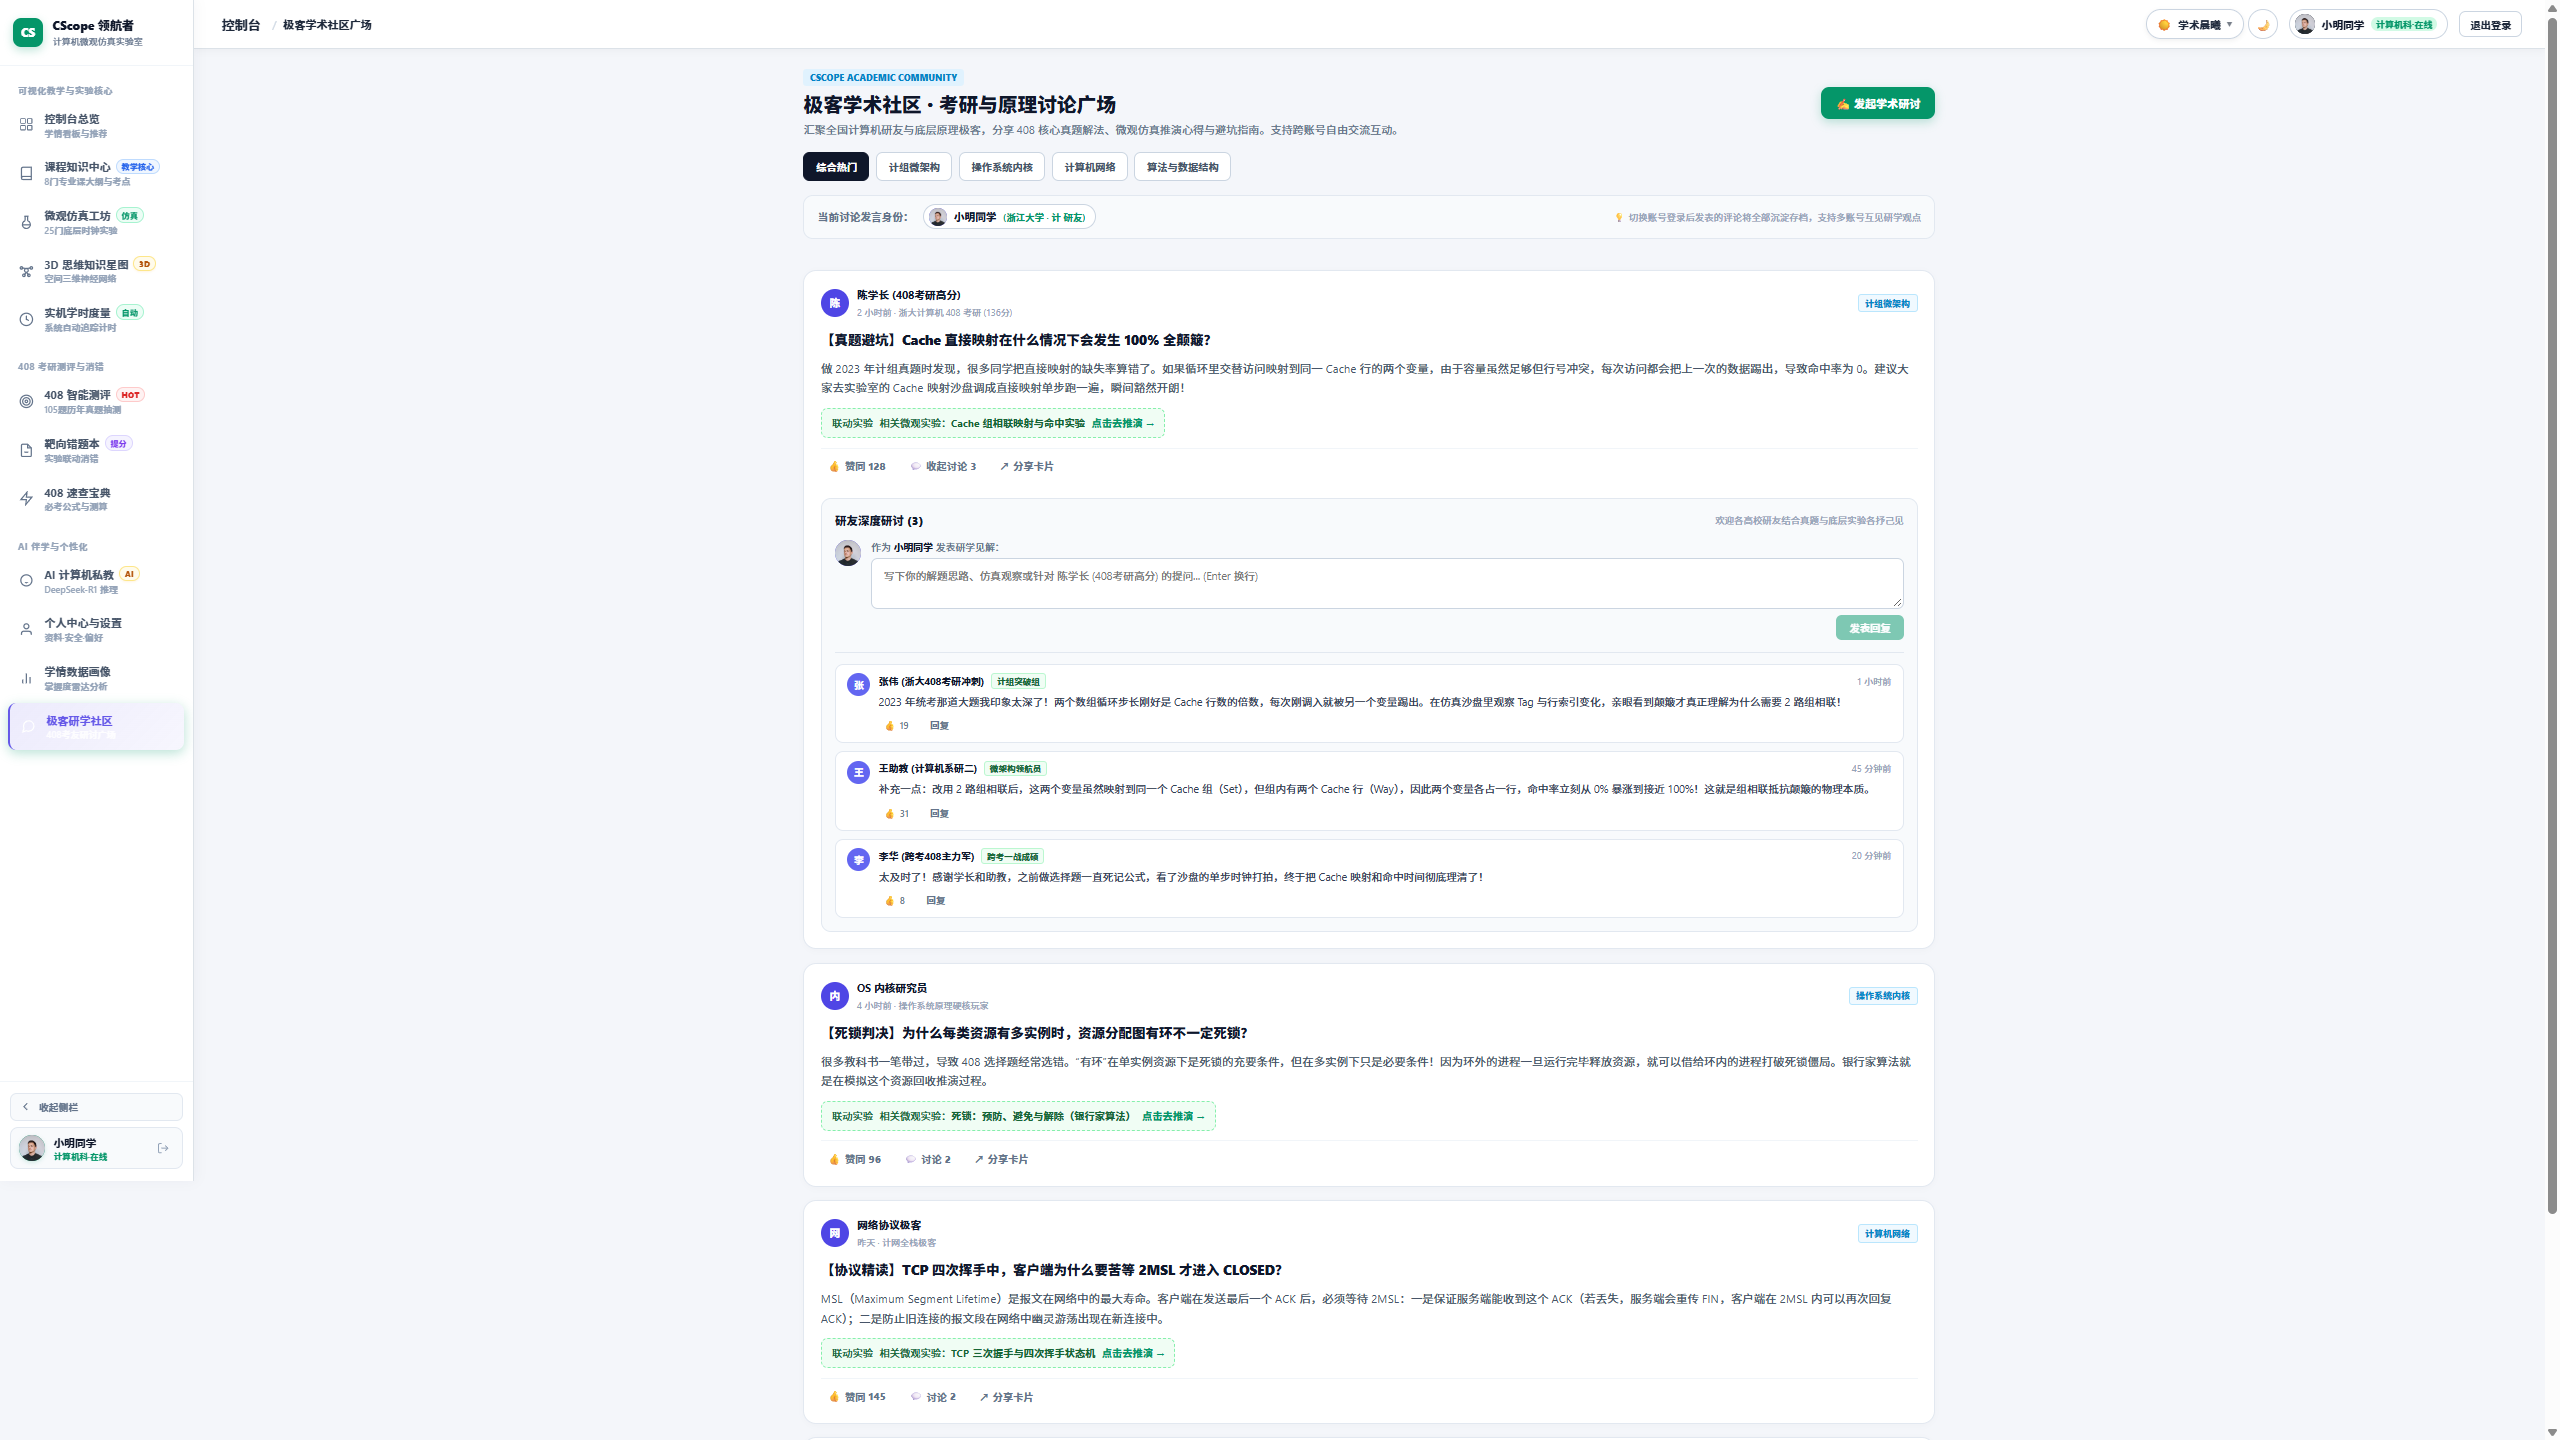 CS
CScope 领航者
计算机微观仿真实验室
可视化教学与实验核心
控制台总览
学情看板与推荐
课程知识中心 教学核心
8门专业课大纲与考点
微观仿真工坊 仿真
25门底层时钟实验
3D 思维知识星图 3D
空间三维神经网络
实机学时度量 自动
系统自动追踪计时
408 考研测评与消错
408 智能测评 HOT
105题历年真题抽测
靶向错题本 提分
实验联动消错
408 速查宝典
必考公式与测算
AI 伴学与个性化
AI 计算机私教 AI
DeepSeek-R1 推理
个人中心与设置
资料·安全·偏好
学情数据画像
掌握度雷达分析
极客研学社区
收起侧栏
小明同学
计算机科·在线
控制台 / 极客学术社区广场
学术晨曦 ▾
小明同学 计算机科·在线
退出登录
CSCOPE ACADEMIC COMMUNITY
极客学术社区 · 考研与原理讨论广场
汇聚全国计算机研友与底层原理极客，分享 408 核心真题解法、微观仿真推演心得与避坑指南。支持跨账号自由交流互动。
✍ 发起学术研讨
综合热门 计组微架构 操作系统内核 计算机网络 算法与数据结构
当前讨论发言身份： 小明同学 (浙江大学 · 计 研友)
💡 切换账号登录后发表的评论将全部沉淀存档，支持多账号互见研学观点
陈
陈学长 (408考研高分)
2 小时前 · 浙大计算机 408 考研 (136分)
计组微架构
【真题避坑】Cache 直接映射在什么情况下会发生 100% 全颠簸？
做 2023 年计组真题时发现，很多同学把直接映射的缺失率算错了。如果循环里交替访问映射到同一 Cache 行的两个变量，由于容量虽然足够但行号冲突，每次访问都会把上一次的数据踢出，导致命中率为 0。建议大
家去实验室的 Cache 映射沙盘调成直接映射单步跑一遍，瞬间豁然开朗！
联动实验 相关微观实验：Cache 组相联映射与命中实验 点击去推演 →
👍 赞同 128 💬 收起讨论 3 ↗ 分享卡片
研友深度研讨 (3)
欢迎各高校研友结合真题与底层实验各抒己见
作为 小明同学 发表研学见解：
写下你的解题思路、仿真观察或针对 陈学长 (408考研高分) 的提问... (Enter 换行)
发表回复
张
张伟 (浙大408考研冲刺) 计组突破组
1 小时前
2023 年统考那道大题我印象太深了！两个数组循环步长刚好是 Cache 行数的倍数，每次刚调入就被另一个变量踢出。在仿真沙盘里观察 Tag 与行索引变化，亲眼看到颠簸才真正理解为什么需要 2 路组相联！
👍 19 回复
王
王助教 (计算机系研二) 微架构领航员
45 分钟前
补充一点：改用 2 路组相联后，这两个变量虽然映射到同一个 Cache 组（Set），但组内有两个 Cache 行（Way），因此两个变量各占一行，命中率立刻从 0% 暴涨到接近 100%！这就是组相联抵抗颠簸的物理本质。
👍 31 回复
李
李华 (跨考408主力军) 跨考一战成硕
20 分钟前
太及时了！感谢学长和助教，之前做选择题一直死记公式，看了沙盘的单步时钟打拍，终于把 Cache 映射和命中时间彻底理清了！
👍 8 回复
内
OS 内核研究员
4 小时前 · 操作系统原理硬核玩家
操作系统内核
【死锁判决】为什么每类资源有多实例时，资源分配图有环不一定死锁？
很多教科书一笔带过，导致 408 选择题经常选错。“有环”在单实例资源下是死锁的充要条件，但在多实例下只是必要条件！因为环外的进程一旦运行完毕释放资源，就可以借给环内的进程打破死锁僵局。银行家算法就
是在模拟这个资源回收推演过程。
联动实验 相关微观实验：死锁：预防、避免与解除（银行家算法） 点击去推演 →
👍 赞同 96 💬 讨论 2 ↗ 分享卡片
网
网络协议极客
昨天 · 计网全栈极客
计算机网络
【协议精读】TCP 四次挥手中，客户端为什么要苦等 2MSL 才进入 CLOSED？
MSL（Maximum Segment Lifetime）是报文在网络中的最大寿命。客户端在发送最后一个 ACK 后，必须等待 2MSL：一是保证服务端能收到这个 ACK（若丢失，服务端会重传 FIN，客户端在 2MSL 内可以再次回复
ACK）；二是防止旧连接的报文段在网络中幽灵游荡出现在新连接中。
联动实验 相关微观实验：TCP 三次握手与四次挥手状态机 点击去推演 →
👍 赞同 145 💬 讨论 2 ↗ 分享卡片